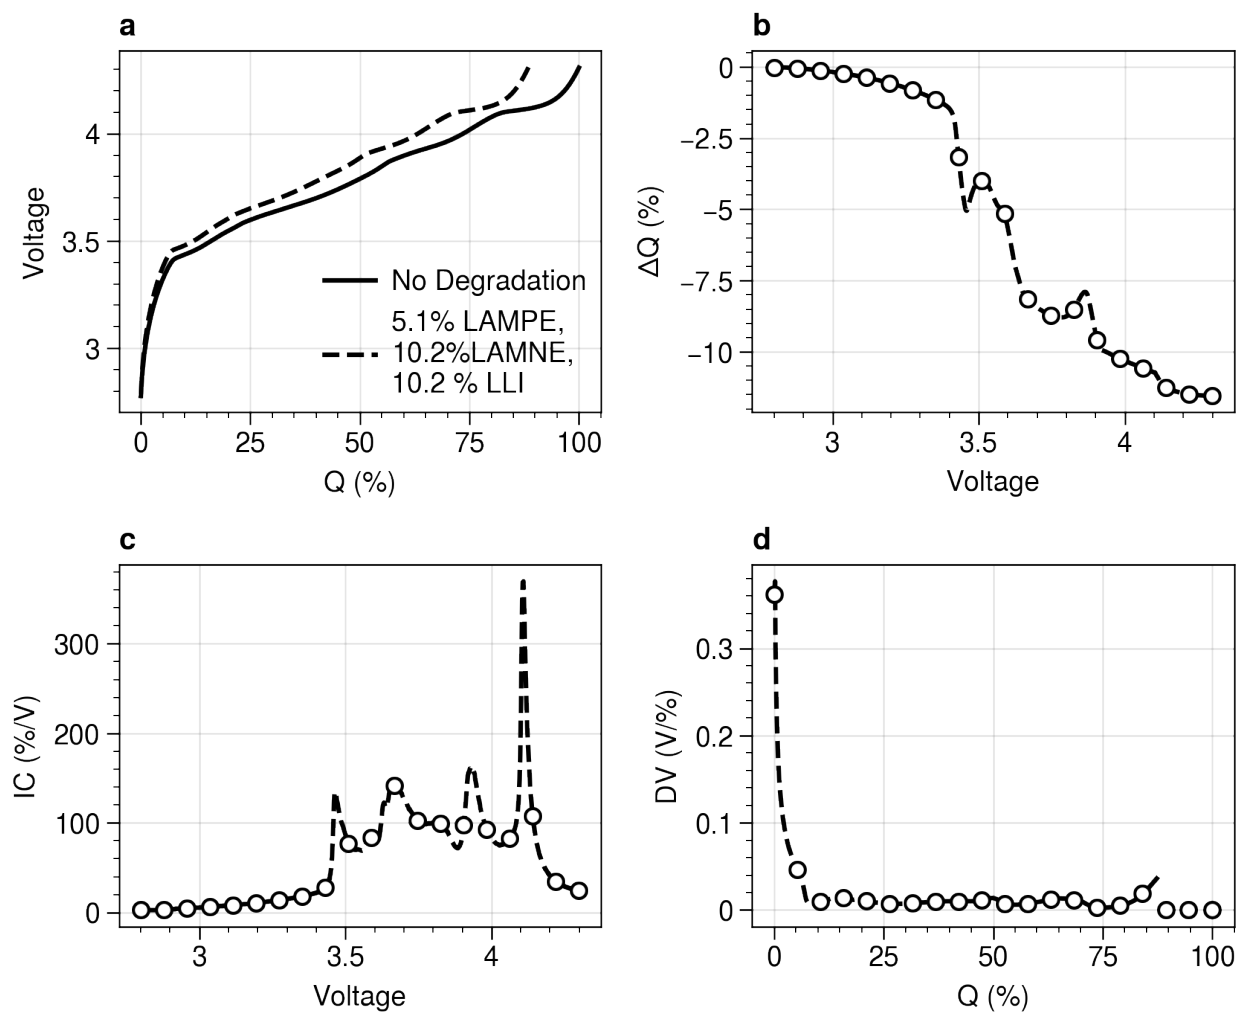 a
4
3.5
3
Voltage
No Degradation
5.1% LAMPE,
10.2%LAMNE,
10.2 % LLI
0 25 50 75 100
Q (%)
b
0
−2.5
−5
−7.5
−10
ΔQ (%)
3 3.5 4
Voltage
c
300
200
100
0
IC (%/V)
3 3.5 4
Voltage
d
0.3
0.2
0.1
0
DV (V/%)
0 25 50 75 100
Q (%)